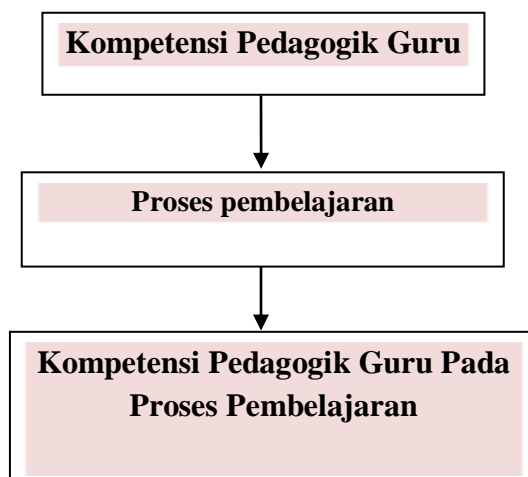 Kompetensi Pedagogik Guru
Proses pembelajaran
Kompetensi Pedagogik Guru Pada
Proses Pembelajaran